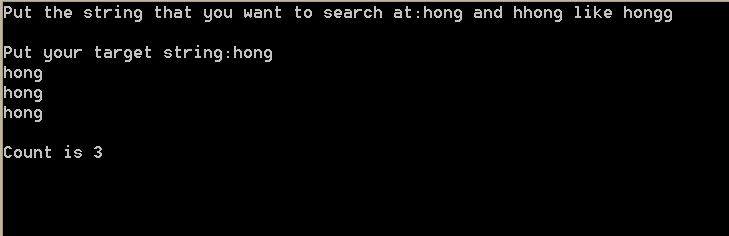 Put the string that you want to search at:hong and hhong like hongg
Put your target string:hong
hong
hong
hong
Count is 3